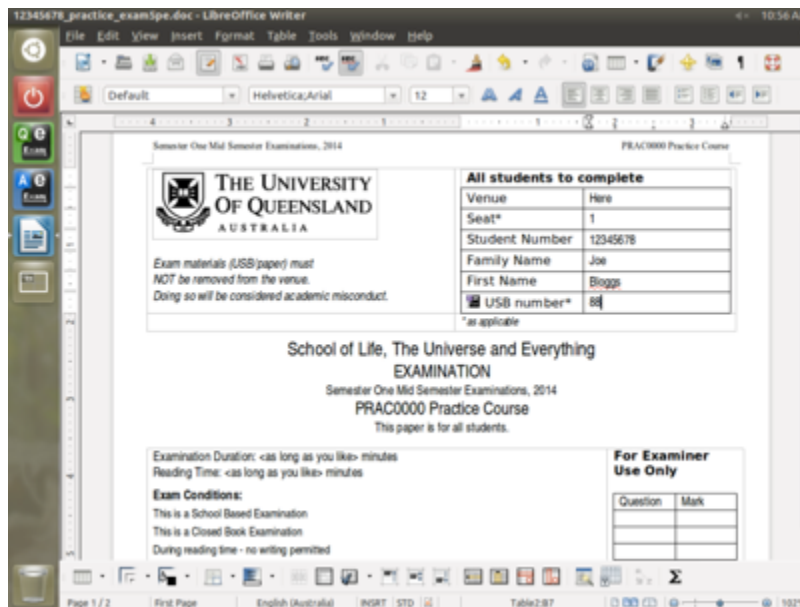 12345678_practice_examSpe.doc - LibreOffice Writer
10:56 A
File Edit View Insert Format Table Tools Window Help
Default
Helvetica;Arial
12
Semester One Mid Semester Examinations, 2014
PRAC0000 Practice Course
THE UNIVERSITY
OF QUEENSLAND
AUSTRALIA
Exam materials (USB/paper) must
NOT be removed from the venue.
Doing so will be considered academic misconduct.
All students to complete
Venue Here
Seat* 1
Student Number 12345678
Family Name Joe
First Name Bloggs
USB number* 88
*as applicable
School of Life, The Universe and Everything
EXAMINATION
Semester One Mid Semester Examinations, 2014
PRAC0000 Practice Course
This paper is for all students.
Examination Duration: <as long as you like> minutes
Reading Time: <as long as you like> minutes
Exam Conditions:
This is a School Based Examination
This is a Closed Book Examination
During reading time - no writing permitted
For Examiner
Use Only
Question Mark
Page 1 / 2 First Page English (Australia) INSRT STD Table2:B7